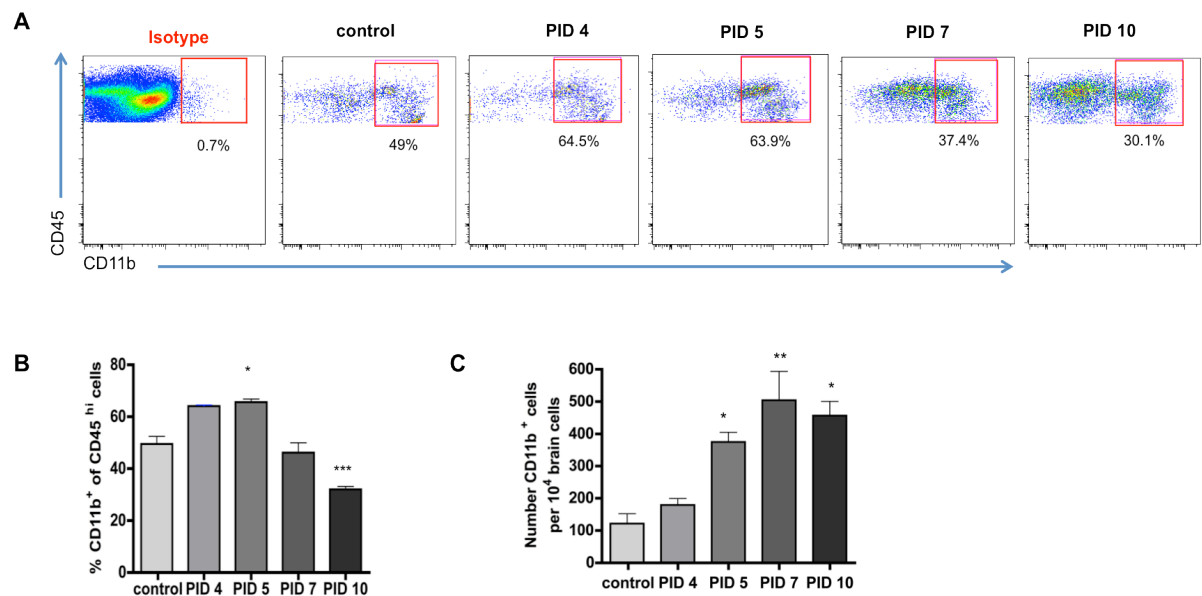 A
Isotype
control
PID 4
PID 5
PID 7
PID 10
0.7%
49%
64.5%
63.9%
37.4%
30.1%
CD45
CD11b
B
% CD11b⁺ of CD45 ʰⁱ cells
80
60
40
20
0
*
***
control PID 4 PID 5 PID 7 PID 10
C
Number CD11b ⁺ cells
per 10⁴ brain cells
600
500
400
300
200
100
0
*
**
*
control PID 4 PID 5 PID 7 PID 10